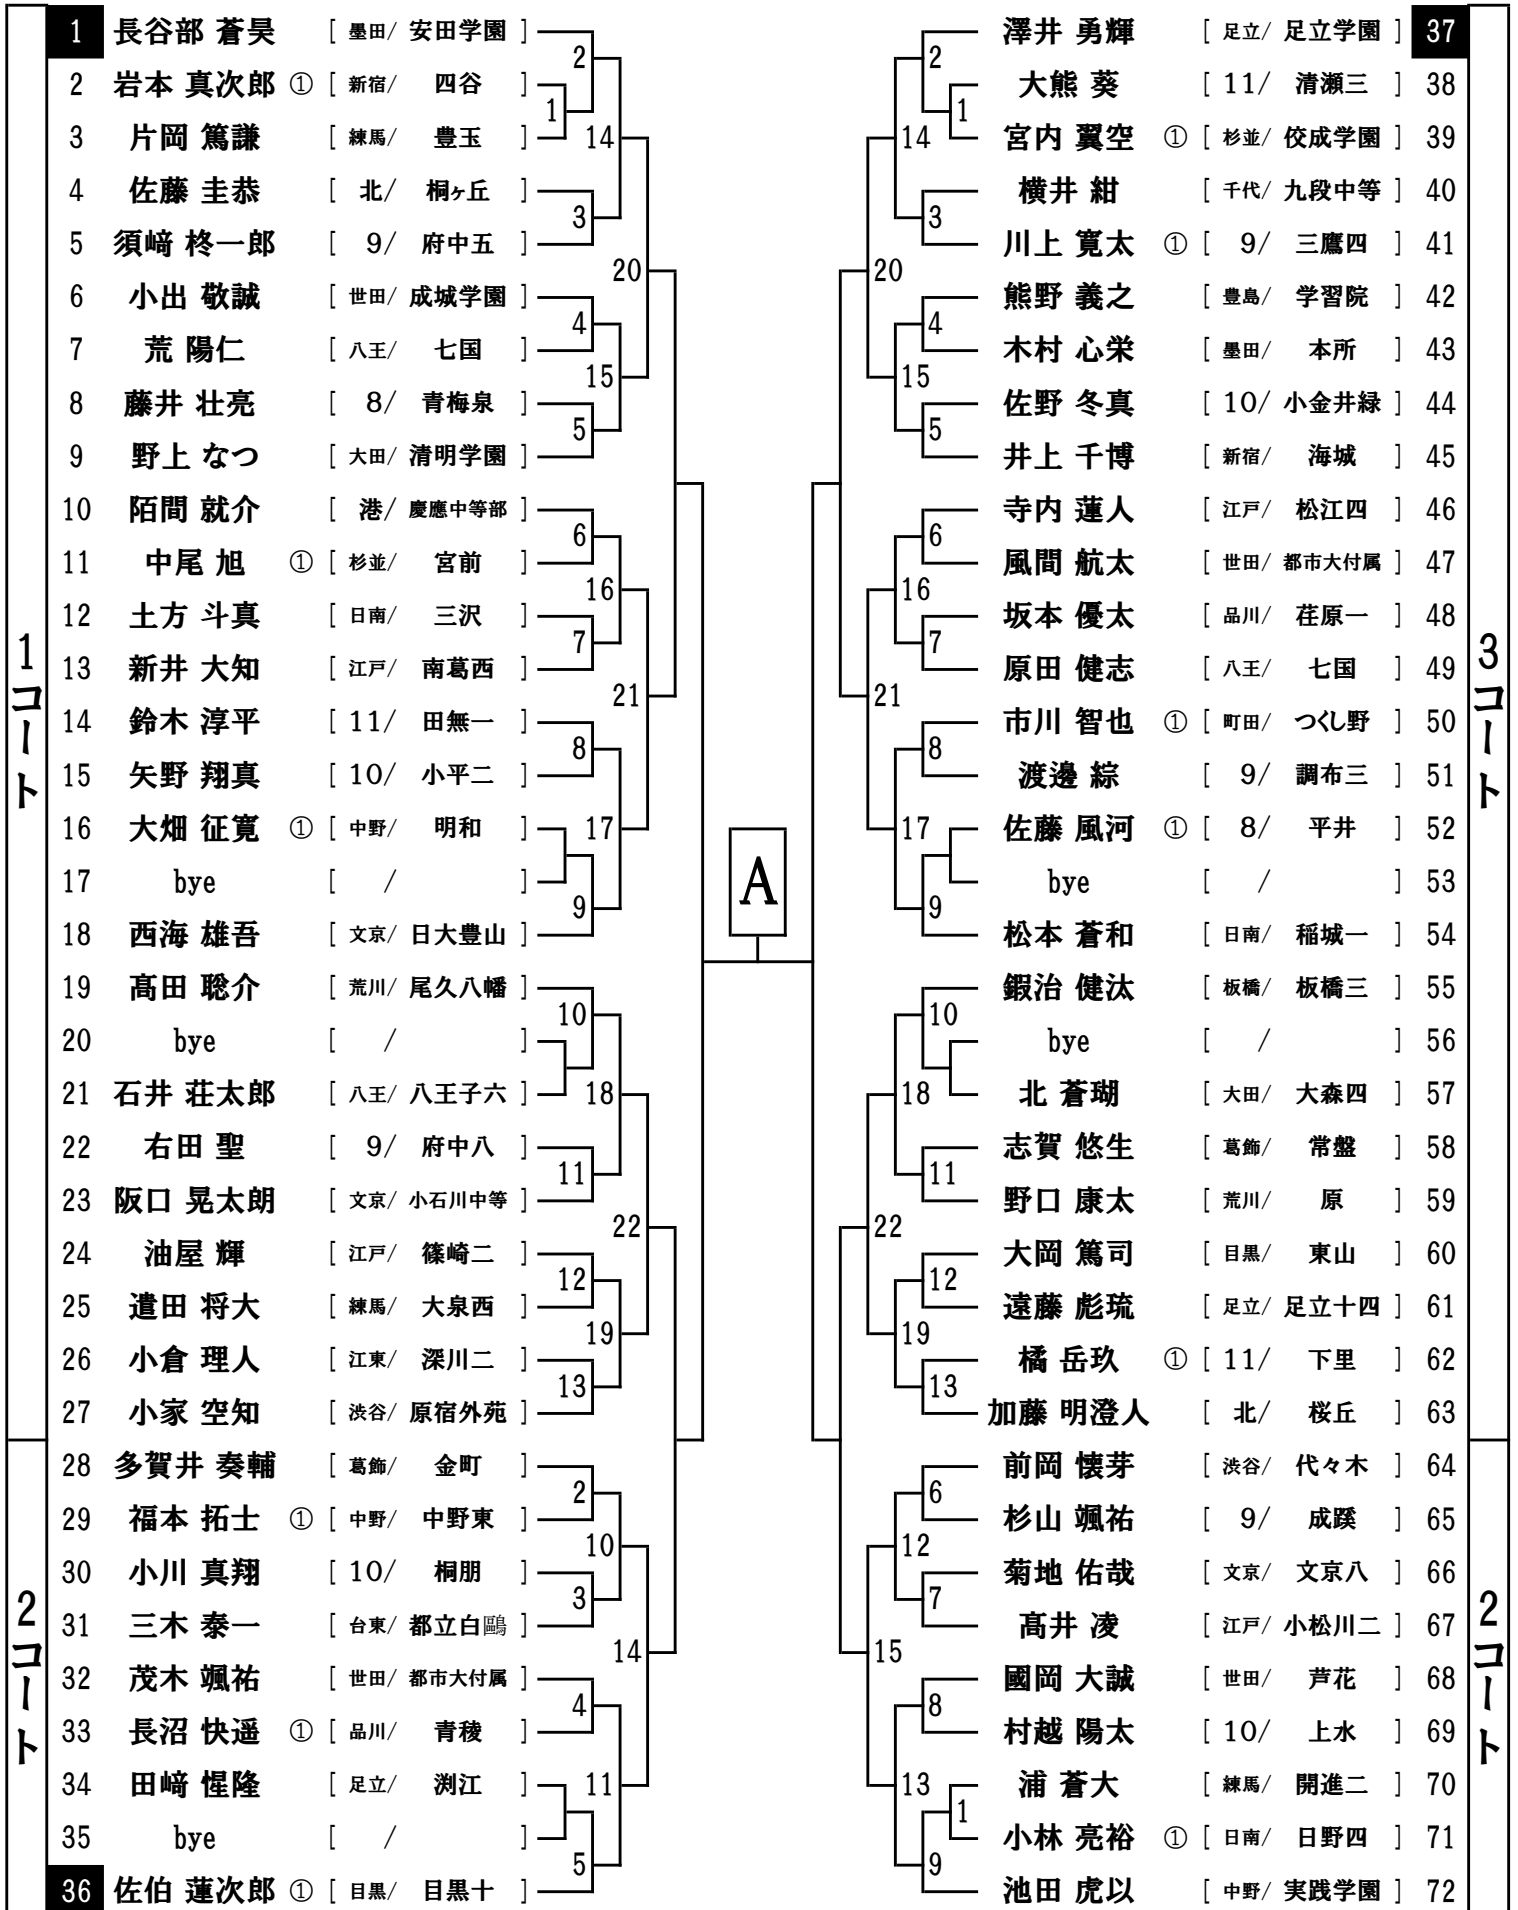 1コート
1 長谷部 蒼昊 [ 墨田/ 安田学園 ]
2 岩本 真次郎 ① [ 新宿/ 四谷 ]
3 片岡 篤謙 [ 練馬/ 豊玉 ]
4 佐藤 圭恭 [ 北/ 桐ヶ丘 ]
5 須﨑 柊一郎 [ 9/ 府中五 ]
6 小出 敬誠 [ 世田/ 成城学園 ]
7 荒 陽仁 [ 八王/ 七国 ]
8 藤井 壮亮 [ 8/ 青梅泉 ]
9 野上 なつ [ 大田/ 清明学園 ]
10 陌間 就介 [ 港/ 慶應中等部 ]
11 中尾 旭 ① [ 杉並/ 宮前 ]
12 土方 斗真 [ 日南/ 三沢 ]
13 新井 大知 [ 江戸/ 南葛西 ]
14 鈴木 淳平 [ 11/ 田無一 ]
15 矢野 翔真 [ 10/ 小平二 ]
16 大畑 征寛 ① [ 中野/ 明和 ]
17 bye [ / ]
18 西海 雄吾 [ 文京/ 日大豊山 ]
19 髙田 聡介 [ 荒川/ 尾久八幡 ]
20 bye [ / ]
21 石井 荘太郎 [ 八王/ 八王子六 ]
22 右田 聖 [ 9/ 府中八 ]
23 阪口 晃太朗 [ 文京/ 小石川中等 ]
24 油屋 輝 [ 江戸/ 篠崎二 ]
25 遣田 将大 [ 練馬/ 大泉西 ]
26 小倉 理人 [ 江東/ 深川二 ]
27 小家 空知 [ 渋谷/ 原宿外苑 ]
2コート
28 多賀井 奏輔 [ 葛飾/ 金町 ]
29 福本 拓士 ① [ 中野/ 中野東 ]
30 小川 真翔 [ 10/ 桐朋 ]
31 三木 泰一 [ 台東/ 都立白鷗 ]
32 茂木 颯祐 [ 世田/ 都市大付属 ]
33 長沼 快遥 ① [ 品川/ 青稜 ]
34 田﨑 惺隆 [ 足立/ 渕江 ]
35 bye [ / ]
36 佐伯 蓮次郎 ① [ 目黒/ 目黒十 ]
2
1
14
3
20
4
15
5
6
16
7
21
8
17
9
10
18
11
22
12
19
13
2
10
3
14
4
11
5
A
2
1
14
3
20
4
15
5
6
16
7
21
8
17
9
10
18
11
22
12
19
13
6
12
7
15
8
13
1
9
澤井 勇輝 [ 足立/ 足立学園 ] 37
大熊 葵 [ 11/ 清瀬三 ] 38
宮内 翼空 ① [ 杉並/ 佼成学園 ] 39
横井 紺 [ 千代/ 九段中等 ] 40
川上 寛太 ① [ 9/ 三鷹四 ] 41
熊野 義之 [ 豊島/ 学習院 ] 42
木村 心栄 [ 墨田/ 本所 ] 43
佐野 冬真 [ 10/ 小金井緑 ] 44
井上 千博 [ 新宿/ 海城 ] 45
寺内 蓮人 [ 江戸/ 松江四 ] 46
風間 航太 [ 世田/ 都市大付属 ] 47
坂本 優太 [ 品川/ 荏原一 ] 48
原田 健志 [ 八王/ 七国 ] 49
市川 智也 ① [ 町田/ つくし野 ] 50
渡邊 綜 [ 9/ 調布三 ] 51
佐藤 風河 ① [ 8/ 平井 ] 52
bye [ / ] 53
松本 蒼和 [ 日南/ 稲城一 ] 54
鍜治 健汰 [ 板橋/ 板橋三 ] 55
bye [ / ] 56
北 蒼瑚 [ 大田/ 大森四 ] 57
志賀 悠生 [ 葛飾/ 常盤 ] 58
野口 康太 [ 荒川/ 原 ] 59
大岡 篤司 [ 目黒/ 東山 ] 60
遠藤 彪琉 [ 足立/ 足立十四 ] 61
橘 岳玖 ① [ 11/ 下里 ] 62
加藤 明澄人 [ 北/ 桜丘 ] 63
3コート
前岡 懐芽 [ 渋谷/ 代々木 ] 64
杉山 颯祐 [ 9/ 成蹊 ] 65
菊地 佑哉 [ 文京/ 文京八 ] 66
髙井 凌 [ 江戸/ 小松川二 ] 67
國岡 大誠 [ 世田/ 芦花 ] 68
村越 陽太 [ 10/ 上水 ] 69
浦 蒼大 [ 練馬/ 開進二 ] 70
小林 亮裕 ① [ 日南/ 日野四 ] 71
池田 虎以 [ 中野/ 実践学園 ] 72
2コート